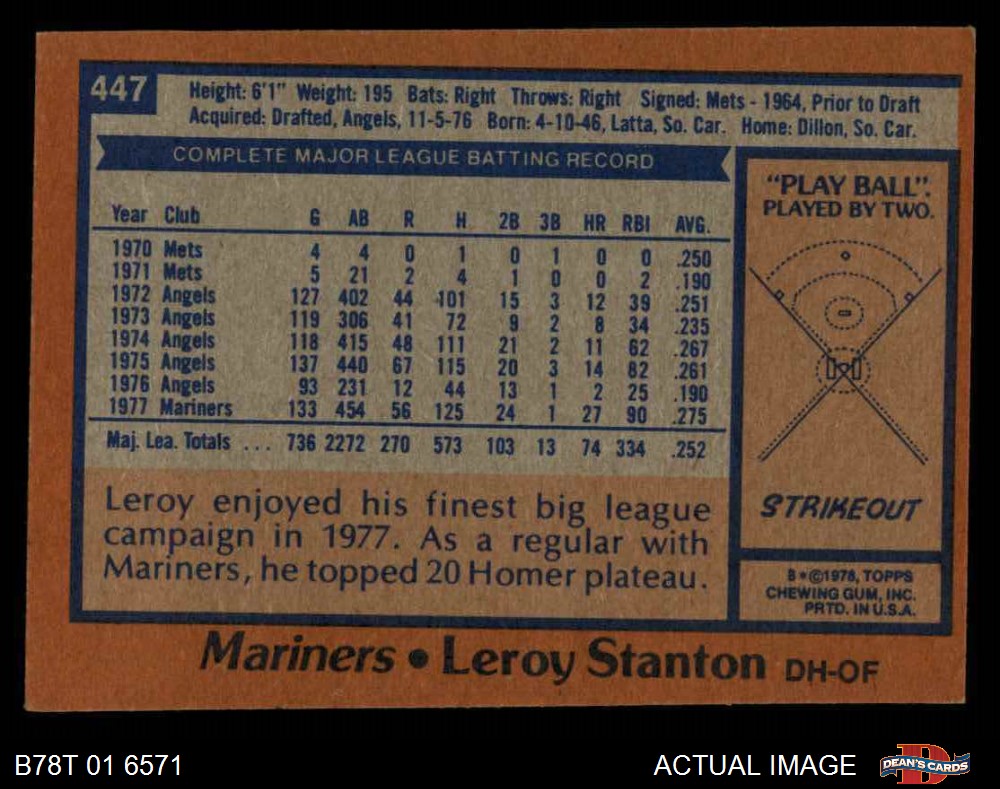 447
Height: 6'1" Weight: 195 Bats: Right Throws: Right Signed: Mets - 1964, Prior to Draft
Acquired: Drafted, Angels, 11-5-76 Born: 4-10-46, Latta, So. Car. Home: Dillon, So. Car.
COMPLETE MAJOR LEAGUE BATTING RECORD
Year Club G AB R H 2B 3B HR RBI AVG.
1970 Mets 4 4 0 1 0 1 0 0 .250
1971 Mets 5 21 2 4 1 0 0 2 .190
1972 Angels 127 402 44 101 15 3 12 39 .251
1973 Angels 119 306 41 72 9 2 8 34 .235
1974 Angels 118 415 48 111 21 2 11 62 .267
1975 Angels 137 440 67 115 20 3 14 82 .261
1976 Angels 93 231 12 44 13 1 2 25 .190
1977 Mariners 133 454 56 125 24 1 27 90 .275
Maj. Lea. Totals ... 736 2272 270 573 103 13 74 334 .252
Leroy enjoyed his finest big league
campaign in 1977. As a regular with
Mariners, he topped 20 Homer plateau.
"PLAY BALL".
PLAYED BY TWO.
STRIKEOUT
B*©1978, TOPPS
CHEWING GUM, INC.
PRTD. IN U.S.A.
Mariners • Leroy Stanton DH-OF
B78T 01 6571
ACTUAL IMAGE
D
DEAN'S CARDS